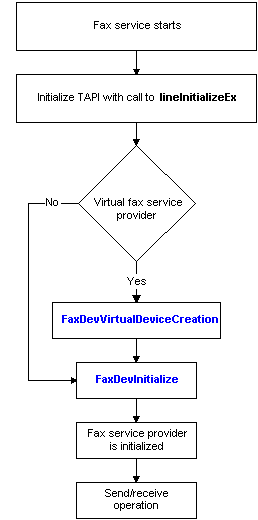 Fax service starts
Initialize TAPI with call to lineInitializeEx
Virtual fax service
provider
No
Yes
FaxDevVirtualDeviceCreation
FaxDevInitialize
Fax service provider
is initialized
Send/receive
operation